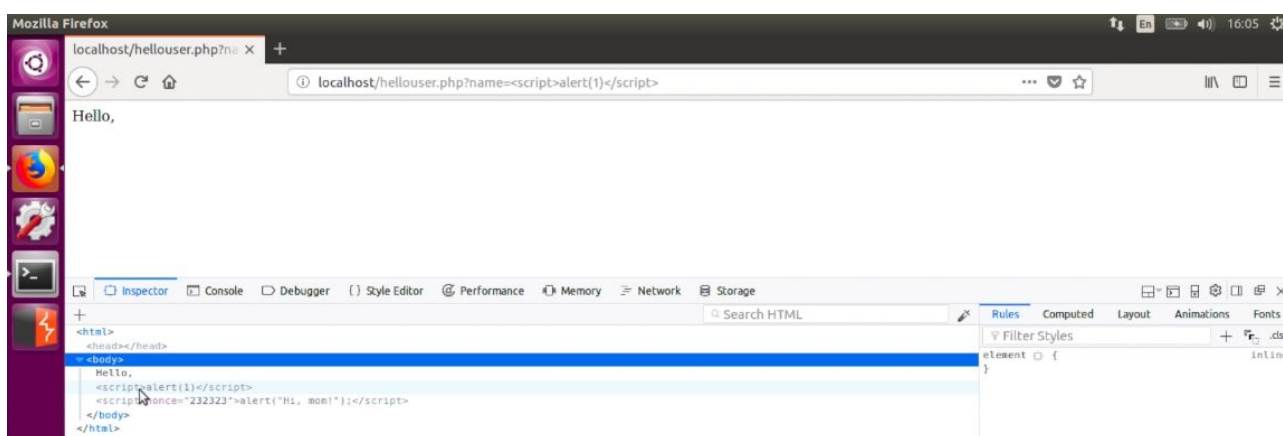 Mozilla Firefox
En
16:05
localhost/hellouser.php?na
localhost/hellouser.php?name=<script>alert(1)</script>
Hello,
Inspector Console Debugger {} Style Editor Performance Memory Network Storage
+ Search HTML Rules Computed Layout Animations Fonts
<html> Filter Styles + .cls
<head></head> element { inline
<body> }
Hello,
<script>alert(1)</script>
<script nonce="232323">alert("Hi, mom!");</script>
</body>
</html>